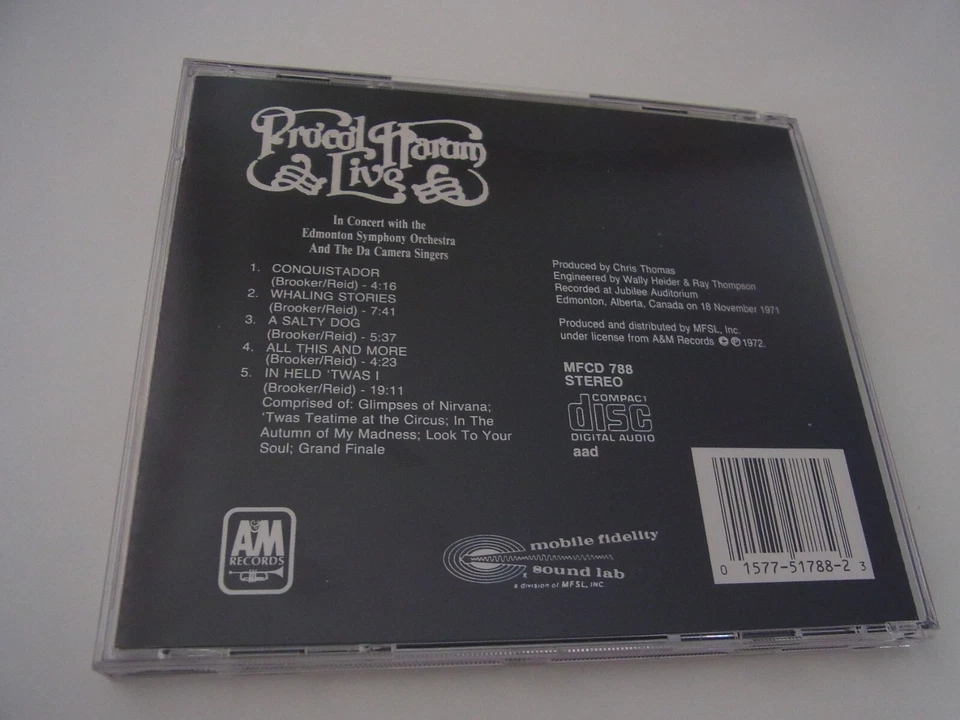 Procol Harum
Live
In Concert with the
Edmonton Symphony Orchestra
And The Da Camera Singers
1. CONQUISTADOR
(Brooker/Reid) - 4:16
2. WHALING STORIES
(Brooker/Reid) - 7:41
3. A SALTY DOG
(Brooker/Reid) - 5:37
4. ALL THIS AND MORE
(Brooker/Reid) - 4:23
5. IN HELD 'TWAS I
(Brooker/Reid) - 19:11
Comprised of: Glimpses of Nirvana;
'Twas Teatime at the Circus; In The
Autumn of My Madness; Look To Your
Soul; Grand Finale
Produced by Chris Thomas
Engineered by Wally Heider & Ray Thompson
Recorded at Jubilee Auditorium
Edmonton, Alberta, Canada on 18 November 1971
Produced and distributed by MFSL, Inc.
under license from A&M Records © ℗ 1972.
MFCD 788
STEREO
COMPACT
disc
DIGITAL AUDIO
aad
A&M
RECORDS
mobile fidelity
sound lab
a division of MFSL, INC.
0 1577-51788-2 3